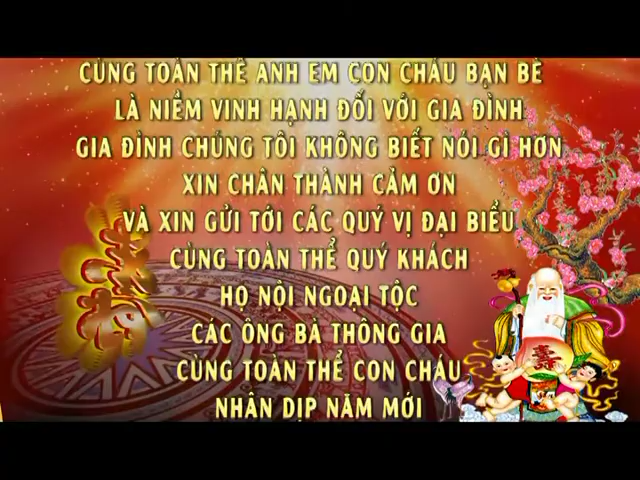 CÙNG TOÀN THỂ ANH EM CON CHÁU BẠN BÈ
LÀ NIỀM VINH HẠNH ĐỐI VỚI GIA ĐÌNH
GIA ĐÌNH CHÚNG TÔI KHÔNG BIẾT NÓI GÌ HƠN
XIN CHÂN THÀNH CẢM ƠN
VÀ XIN GỬI TỚI CÁC QUÝ VỊ ĐẠI BIỂU
CÙNG TOÀN THỂ QUÝ KHÁCH
HỌ NỘI NGOẠI TỘC
CÁC ÔNG BÀ THÔNG GIA
CÙNG TOÀN THỂ CON CHÁU
NHÂN DỊP NĂM MỚI
壽